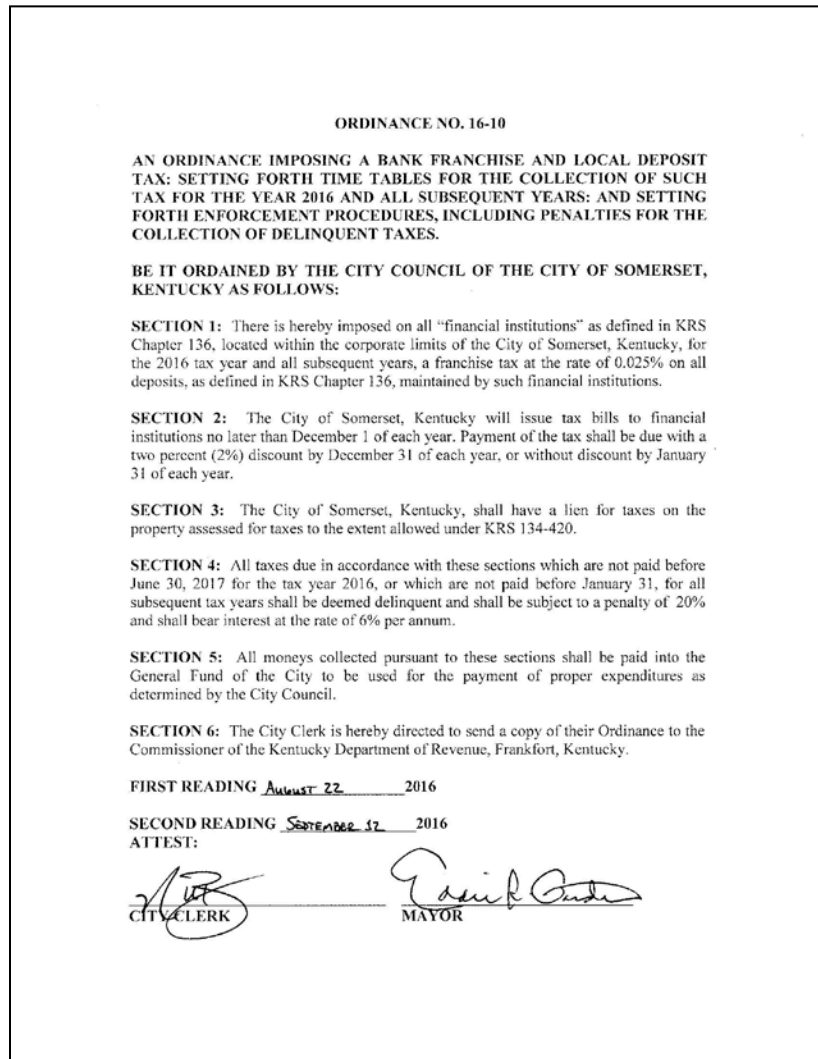 ORDINANCE NO. 16-10
AN ORDINANCE IMPOSING A BANK FRANCHISE AND LOCAL DEPOSIT
TAX: SETTING FORTH TIME TABLES FOR THE COLLECTION OF SUCH
TAX FOR THE YEAR 2016 AND ALL SUBSEQUENT YEARS: AND SETTING
FORTH ENFORCEMENT PROCEDURES, INCLUDING PENALTIES FOR THE
COLLECTION OF DELINQUENT TAXES.
BE IT ORDAINED BY THE CITY COUNCIL OF THE CITY OF SOMERSET,
KENTUCKY AS FOLLOWS:
SECTION 1: There is hereby imposed on all “financial institutions” as defined in KRS
Chapter 136, located within the corporate limits of the City of Somerset, Kentucky, for
the 2016 tax year and all subsequent years, a franchise tax at the rate of 0.025% on all
deposits, as defined in KRS Chapter 136, maintained by such financial institutions.
SECTION 2: The City of Somerset, Kentucky will issue tax bills to financial
institutions no later than December 1 of each year. Payment of the tax shall be due with a
two percent (2%) discount by December 31 of each year, or without discount by January
31 of each year.
SECTION 3: The City of Somerset, Kentucky, shall have a lien for taxes on the
property assessed for taxes to the extent allowed under KRS 134-420.
SECTION 4: All taxes due in accordance with these sections which are not paid before
June 30, 2017 for the tax year 2016, or which are not paid before January 31, for all
subsequent tax years shall be deemed delinquent and shall be subject to a penalty of 20%
and shall bear interest at the rate of 6% per annum.
SECTION 5: All moneys collected pursuant to these sections shall be paid into the
General Fund of the City to be used for the payment of proper expenditures as
determined by the City Council.
SECTION 6: The City Clerk is hereby directed to send a copy of their Ordinance to the
Commissioner of the Kentucky Department of Revenue, Frankfort, Kentucky.
FIRST READING August 22 2016
SECOND READING September 12 2016
ATTEST:
CITY CLERK MAYOR